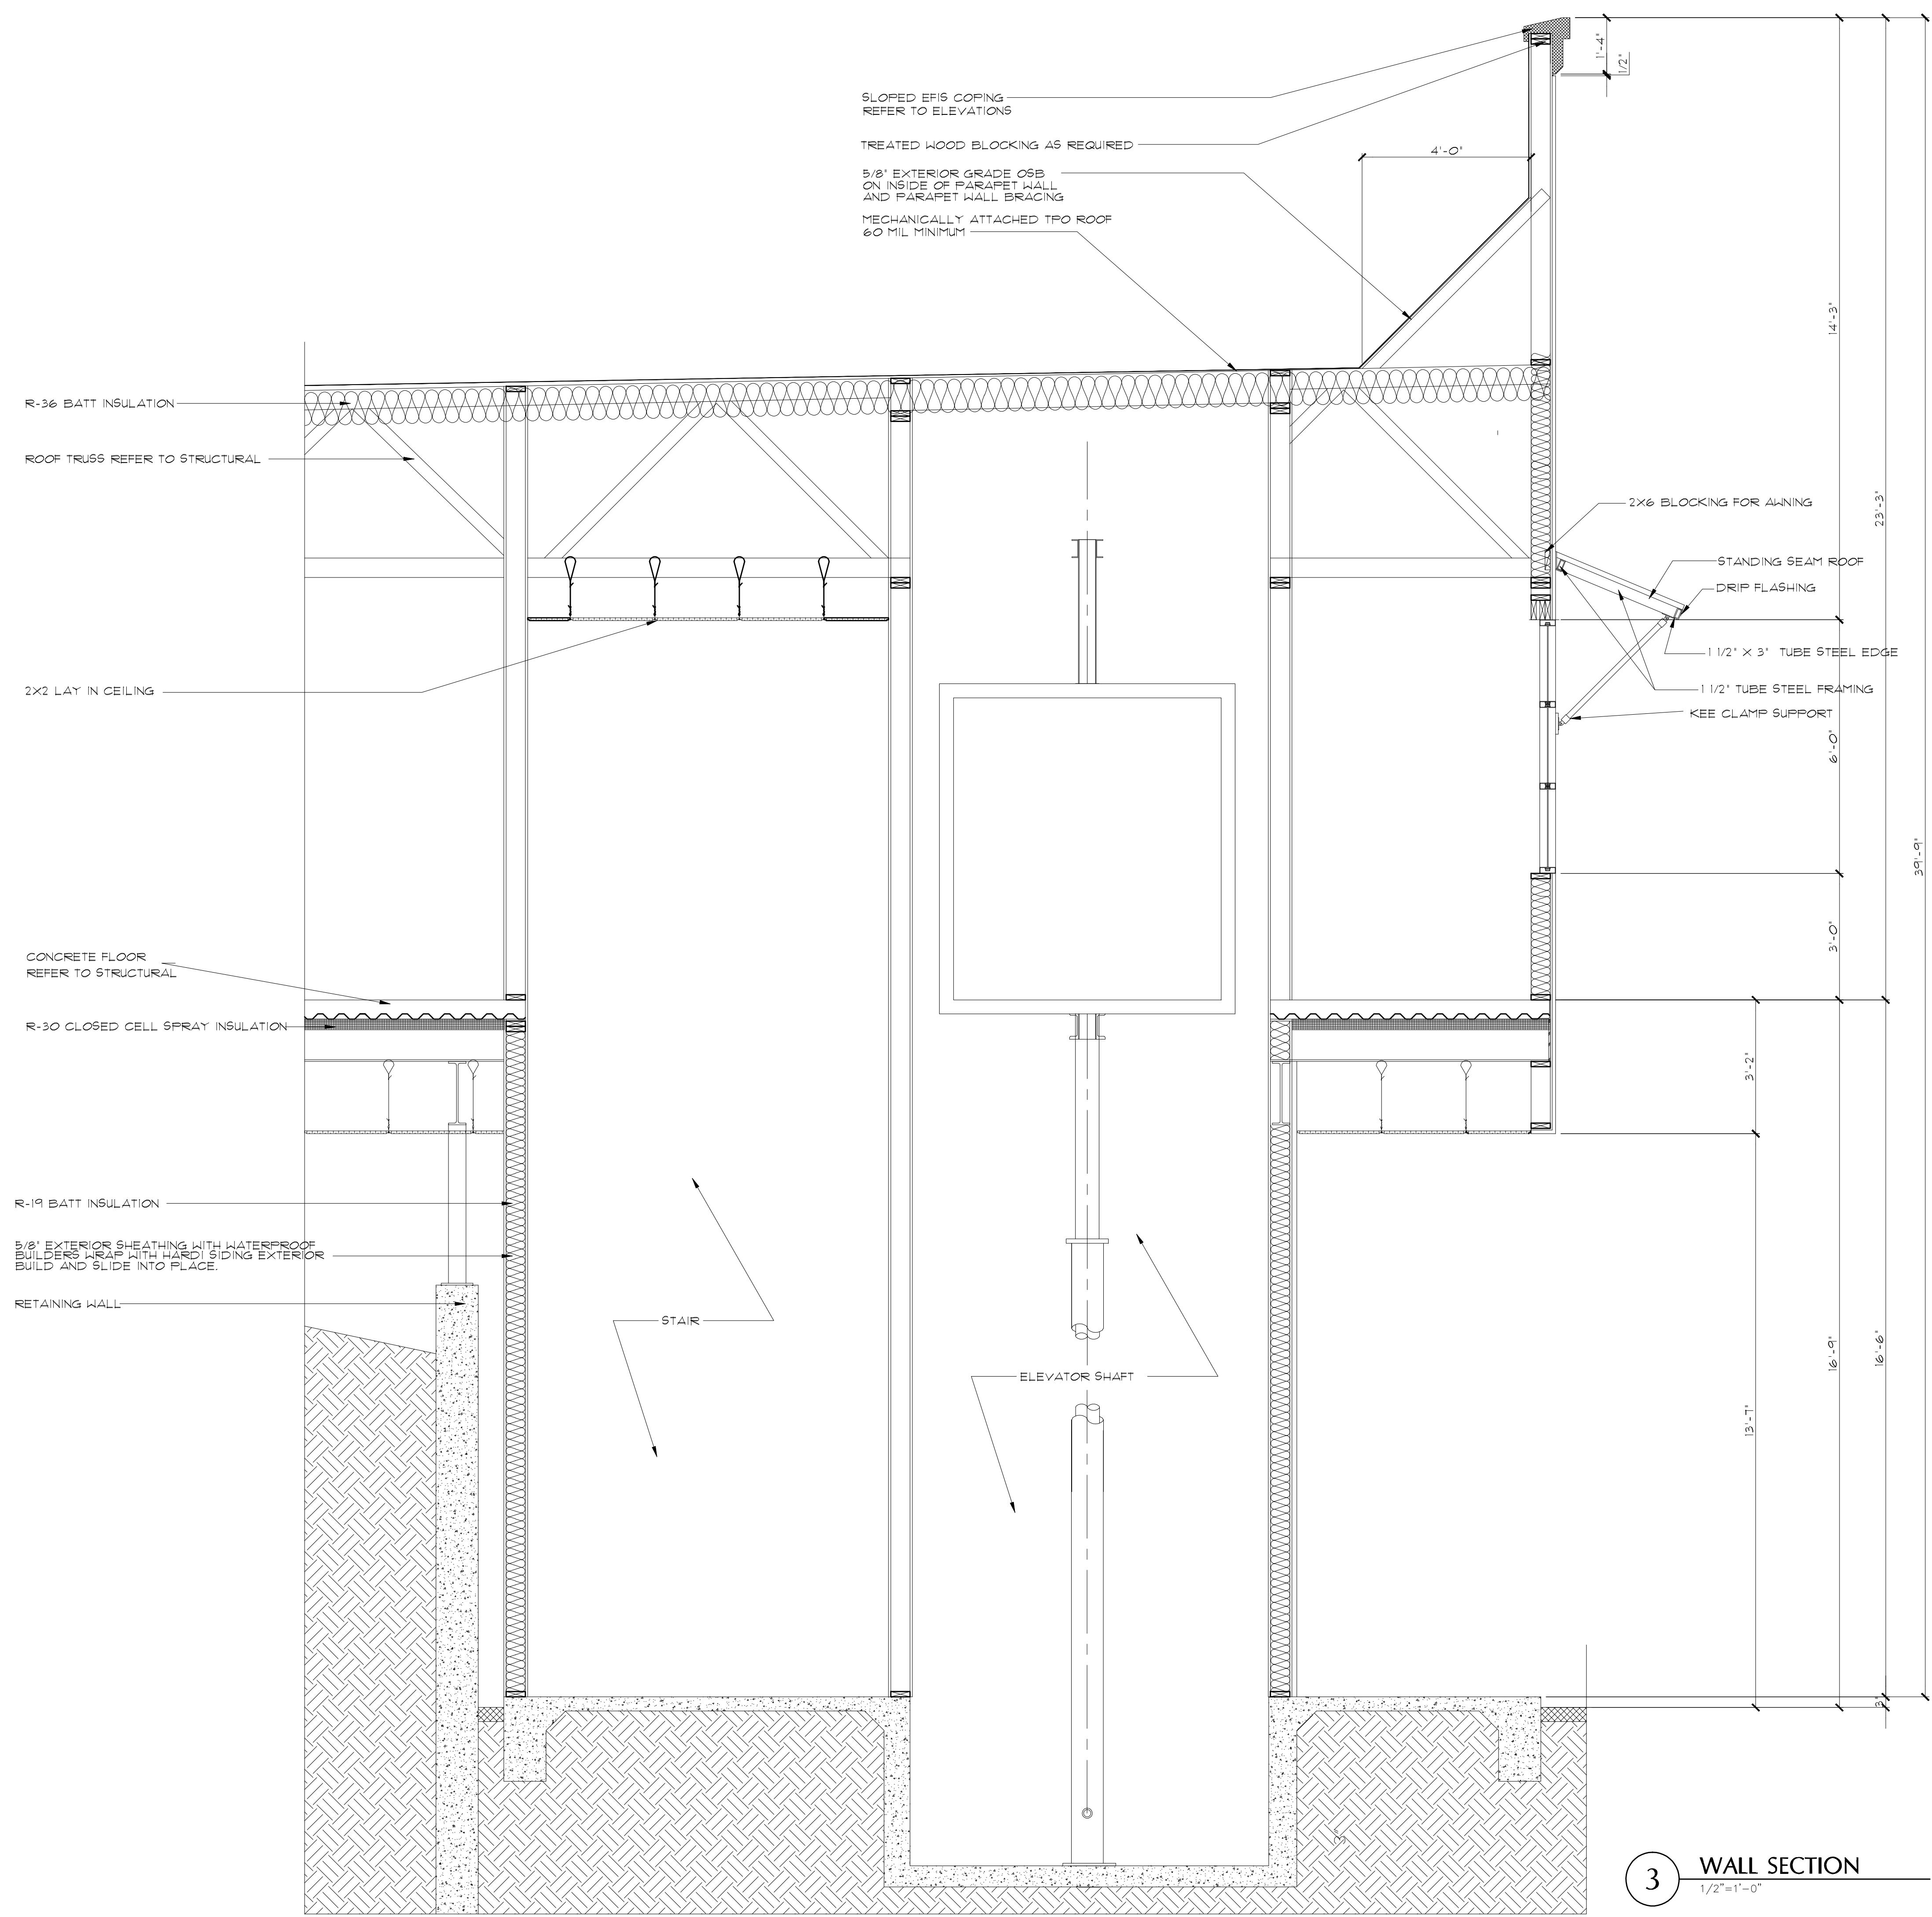 SLOPED EFIS COPING
REFER TO ELEVATIONS
TREATED WOOD BLOCKING AS REQUIRED
5/8" EXTERIOR GRADE OSB
ON INSIDE OF PARAPET WALL
AND PARAPET WALL BRACING
MECHANICALLY ATTACHED TPO ROOF
60 MIL MINIMUM
4'-0"
1'-4"
1/2"
14'-3"
23'-3"
39'-9"
R-36 BATT INSULATION
ROOF TRUSS REFER TO STRUCTURAL
2X2 LAY IN CEILING
2X6 BLOCKING FOR AWNING
STANDING SEAM ROOF
DRIP FLASHING
1 1/2" X 3" TUBE STEEL EDGE
1 1/2" TUBE STEEL FRAMING
KEE CLAMP SUPPORT
6'-0"
3'-0"
CONCRETE FLOOR
REFER TO STRUCTURAL
R-30 CLOSED CELL SPRAY INSULATION
3'-2"
R-19 BATT INSULATION
5/8" EXTERIOR SHEATHING WITH WATERPROOF
BUILDERS WRAP WITH HARDI SIDING EXTERIOR
BUILD AND SLIDE INTO PLACE.
RETAINING WALL
STAIR
ELEVATOR SHAFT
13'-7"
16'-9"
16'-6"
3"
3"
3 WALL SECTION
1/2"=1'-0"